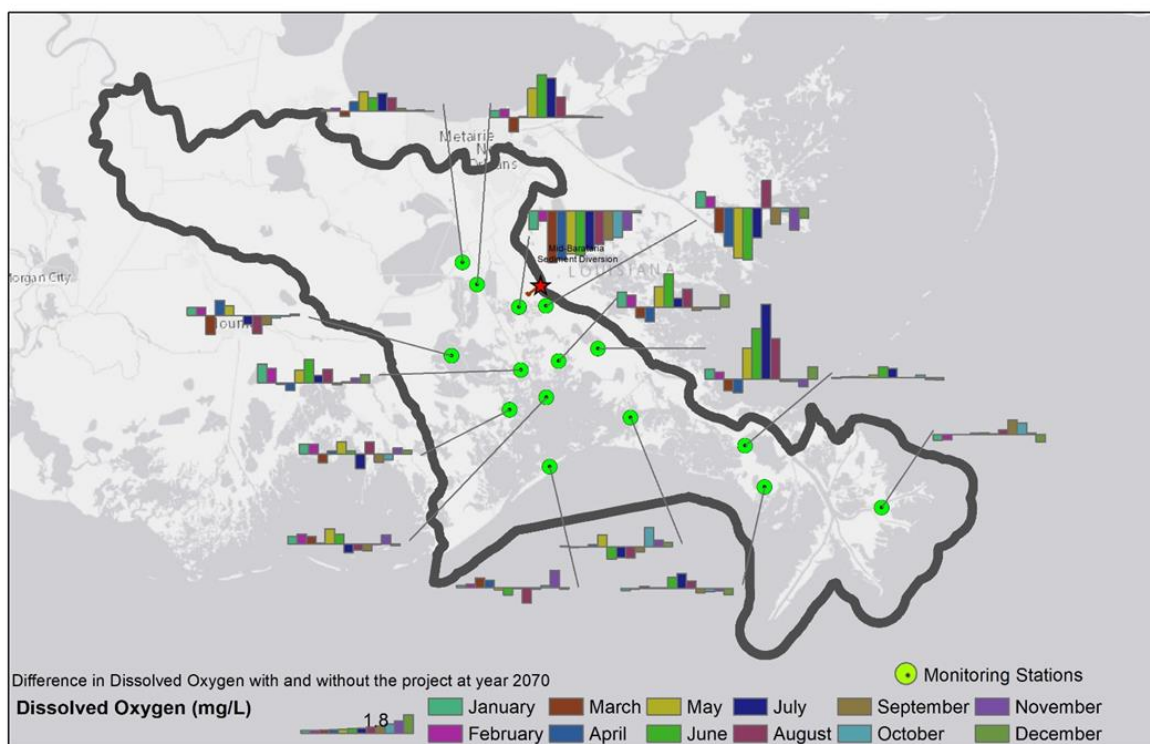 Metairie
Orleans
Mid-Barataria
Sediment Diversion
LOUISIANA
Morgan City
Difference in Dissolved Oxygen with and without the project at year 2070
Monitoring Stations
Dissolved Oxygen (mg/L)
1.8
January
March
May
July
September
November
February
April
June
August
October
December